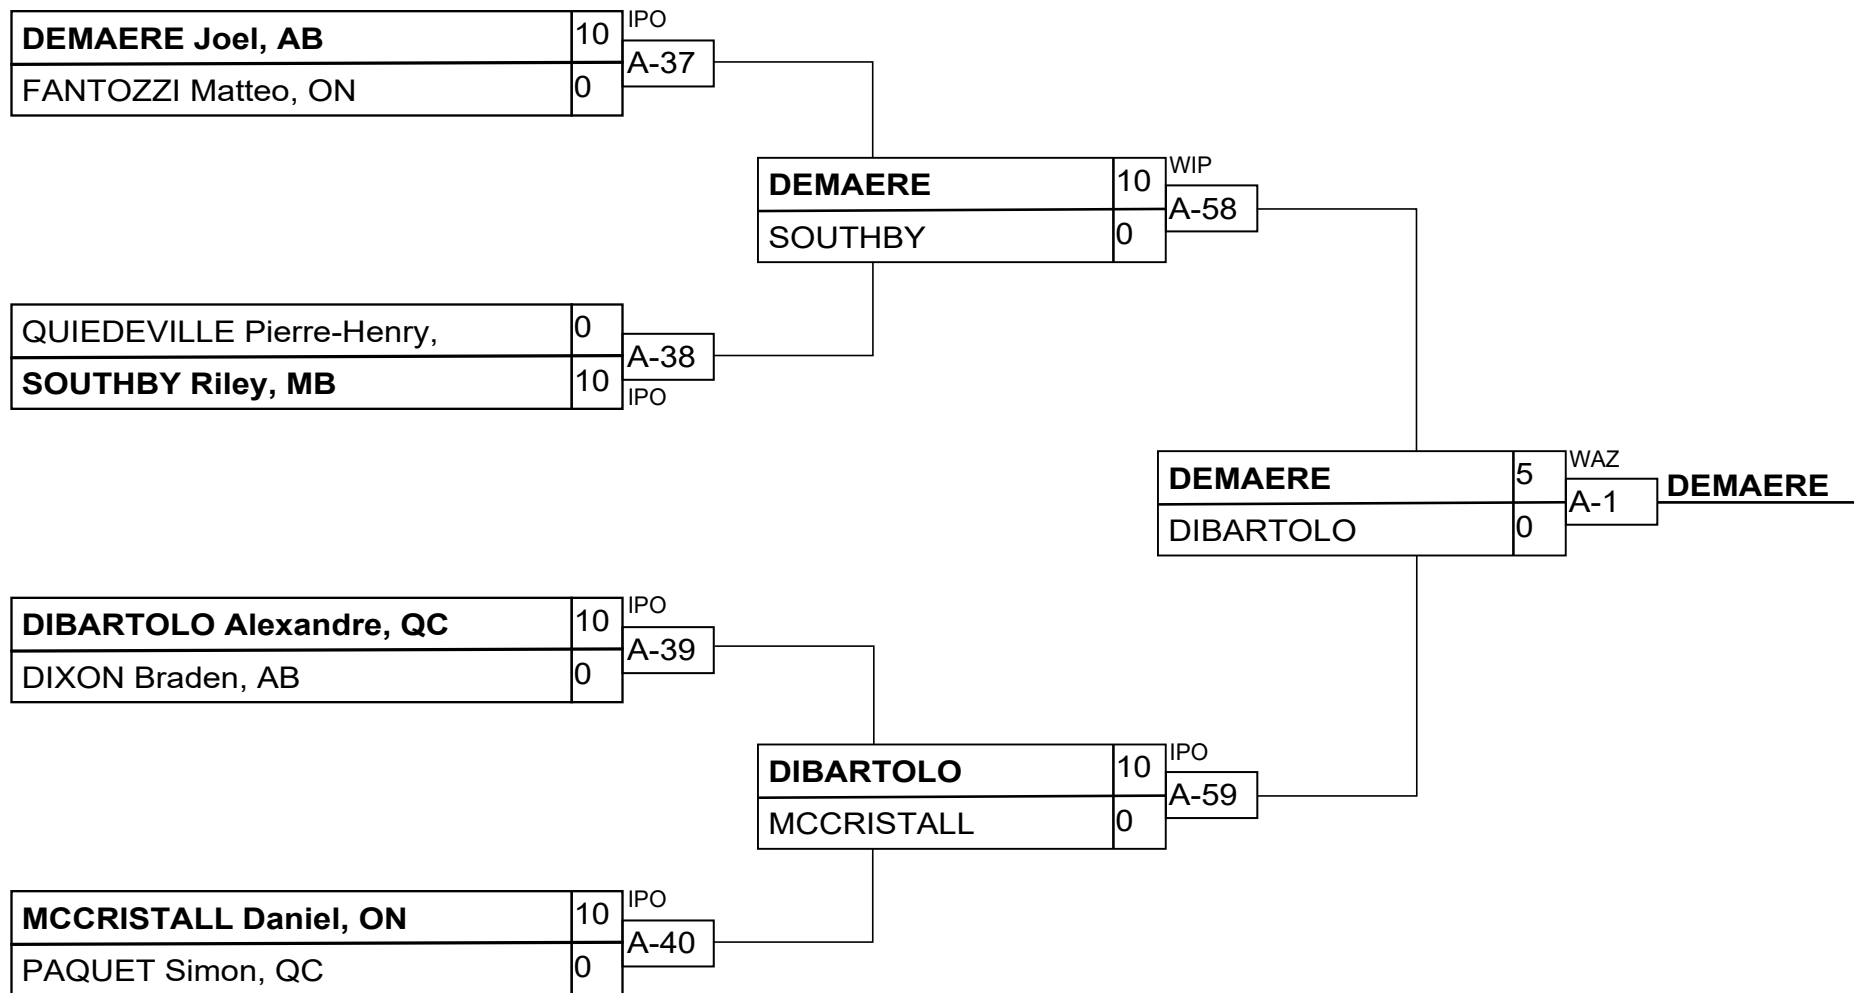 DEMAERE Joel, AB 10 IPO
A-37
FANTOZZI Matteo, ON 0
DEMAERE 10 WIP
A-58
SOUTHBY 0
QUIEDEVILLE Pierre-Henry, 0
A-38
SOUTHBY Riley, MB 10 IPO
DEMAERE 5 WAZ
A-1 DEMAERE
DIBARTOLO 0
DIBARTOLO Alexandre, QC 10 IPO
A-39
DIXON Braden, AB 0
DIBARTOLO 10 IPO
A-59
MCCRISTALL 0
MCCRISTALL Daniel, ON 10 IPO
A-40
PAQUET Simon, QC 0